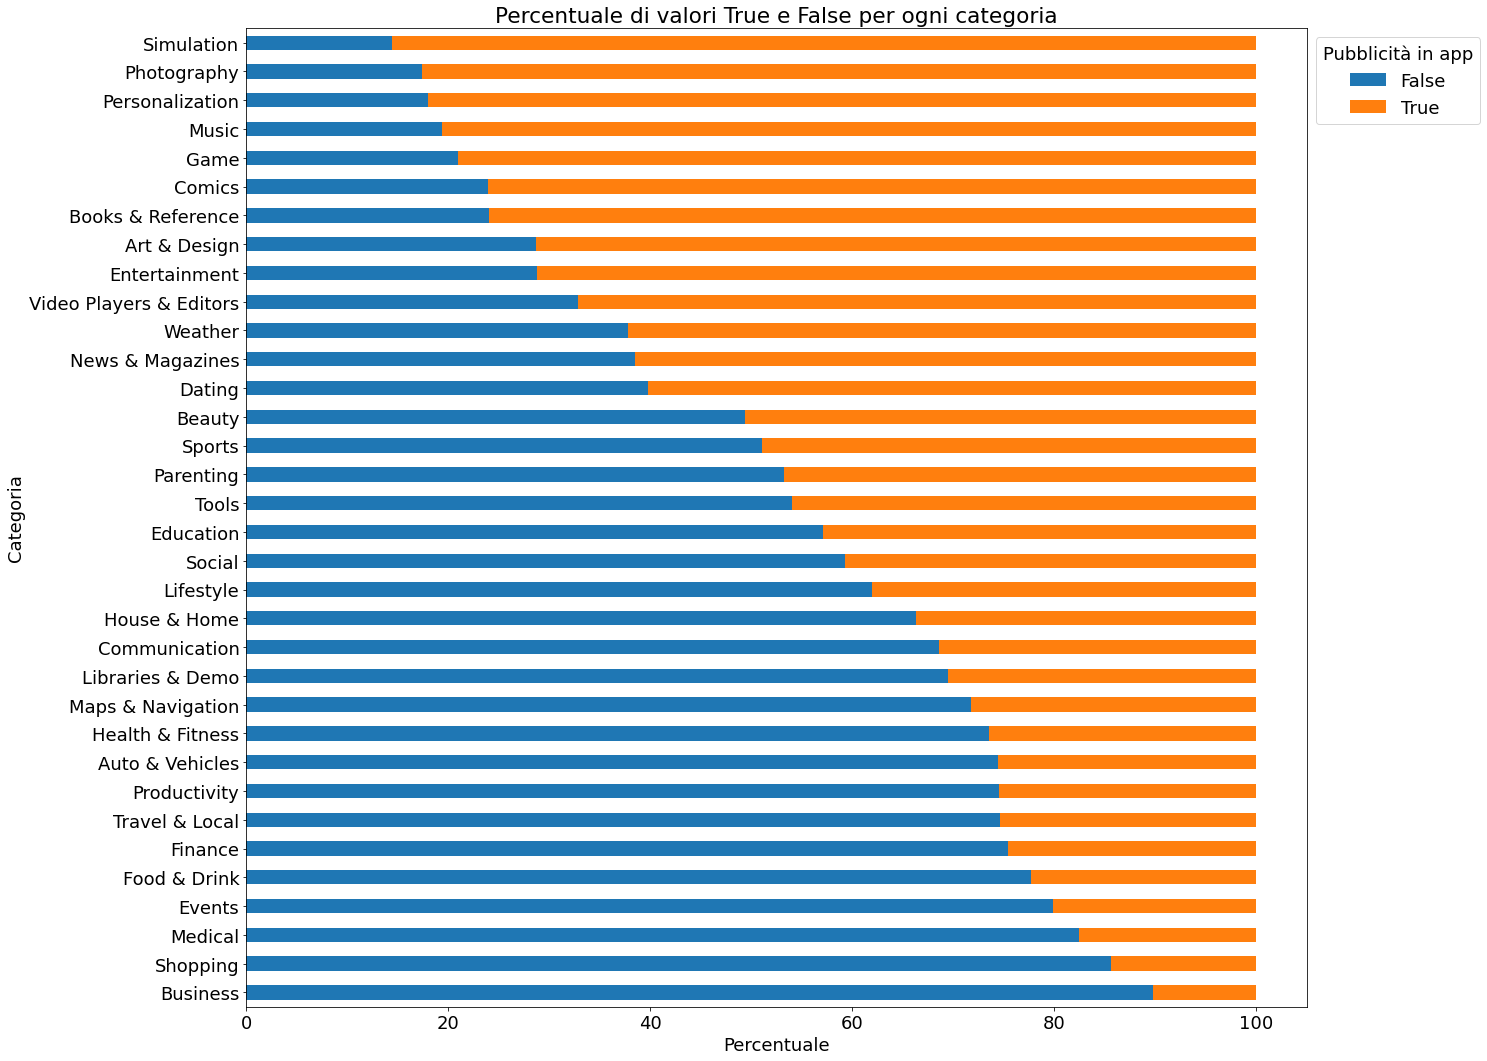 Percentuale di valori True e False per ogni categoria
Simulation
Photography
Personalization
Music
Game
Comics
Books & Reference
Art & Design
Entertainment
Video Players & Editors
Weather
News & Magazines
Dating
Beauty
Sports
Parenting
Tools
Education
Social
Lifestyle
House & Home
Communication
Libraries & Demo
Maps & Navigation
Health & Fitness
Auto & Vehicles
Productivity
Travel & Local
Finance
Food & Drink
Events
Medical
Shopping
Business
Categoria
0 20 40 60 80 100
Percentuale
Pubblicità in app
False
True